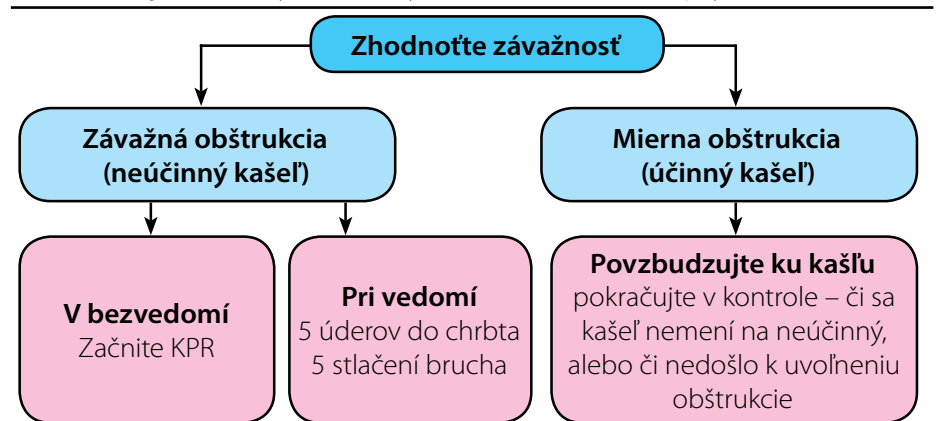 Zhodnoťte závažnosť
Závažná obštrukcia
(neúčinný kašeľ)
Mierna obštrukcia
(účinný kašeľ)
V bezvedomí
Začnite KPR
Pri vedomí
5 úderov do chrbta
5 stlačení brucha
Povzbudzujte ku kašľu
pokračujte v kontrole – či sa
kašeľ nemení na neúčinný,
alebo či nedošlo k uvoľneniu
obštrukcie